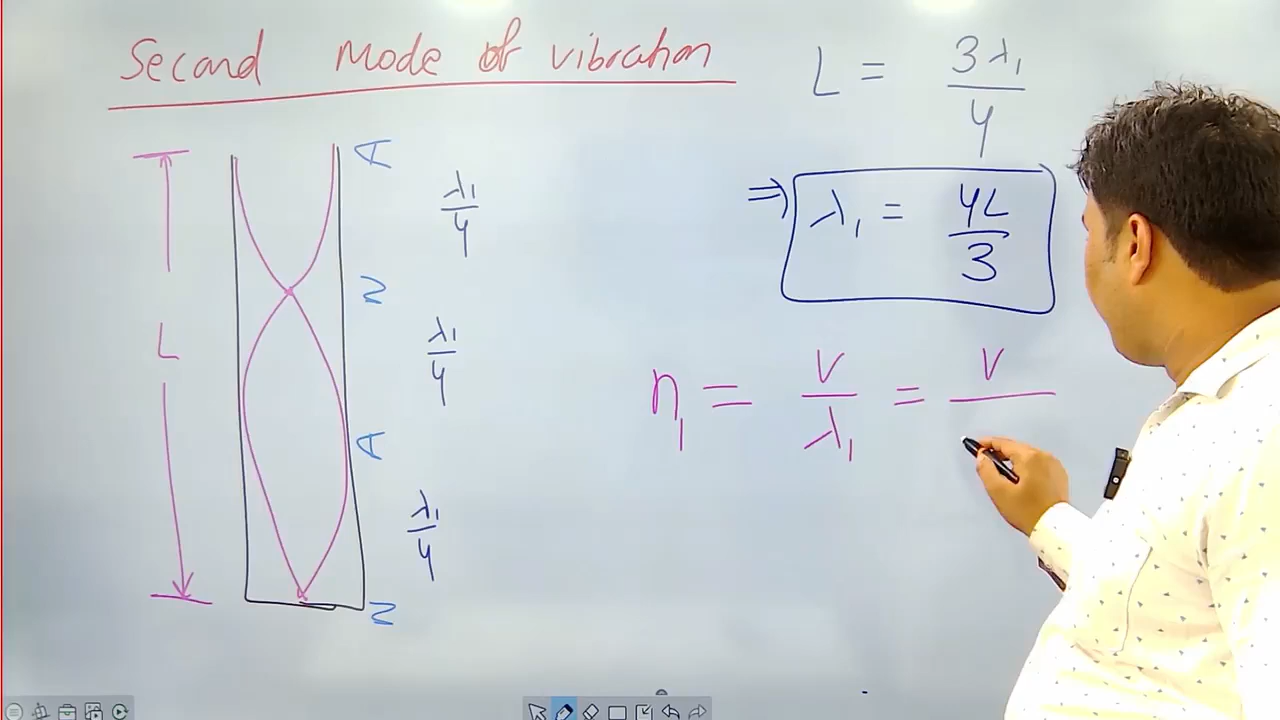 Second Mode of vibration
L = 3λ₁/4
A
λ₁/4
⇒ λ₁ = 4L/3
N
L
λ₁/4
n₁ = v/λ₁ = v/
A
λ₁/4
N